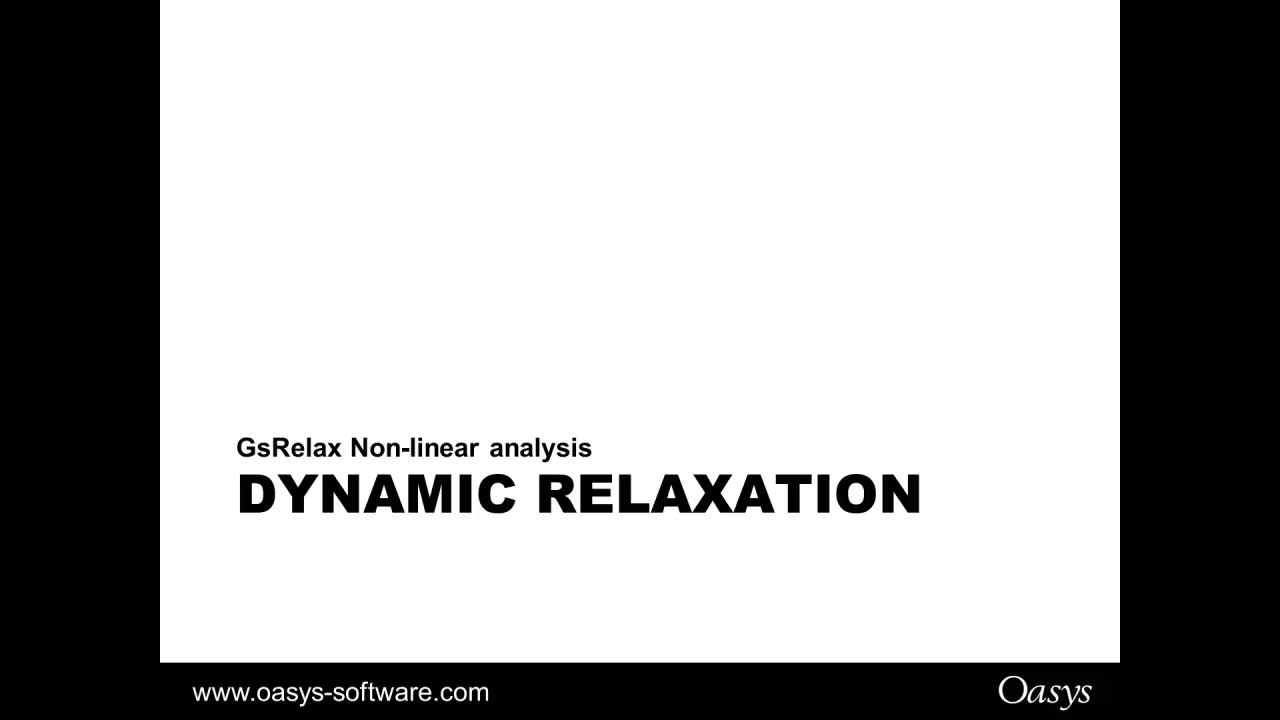 GsRelax Non-linear analysis
DYNAMIC RELAXATION
www.oasys-software.com
Oasys